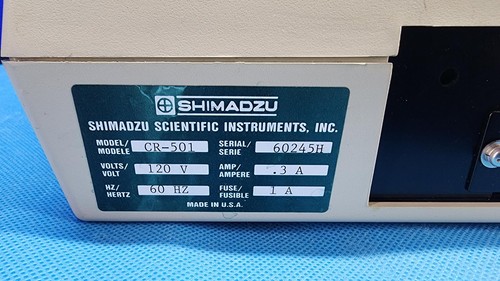 SHIMADZU
SHIMADZU SCIENTIFIC INSTRUMENTS, INC.
MODEL/ MODELE CR-501 SERIAL/ SERIE 60245H
VOLTS/ VOLT 120 V AMP/ AMPERE .3 A
HZ/ HERTZ 60 HZ FUSE/ FUSIBLE 1 A
MADE IN U.S.A.